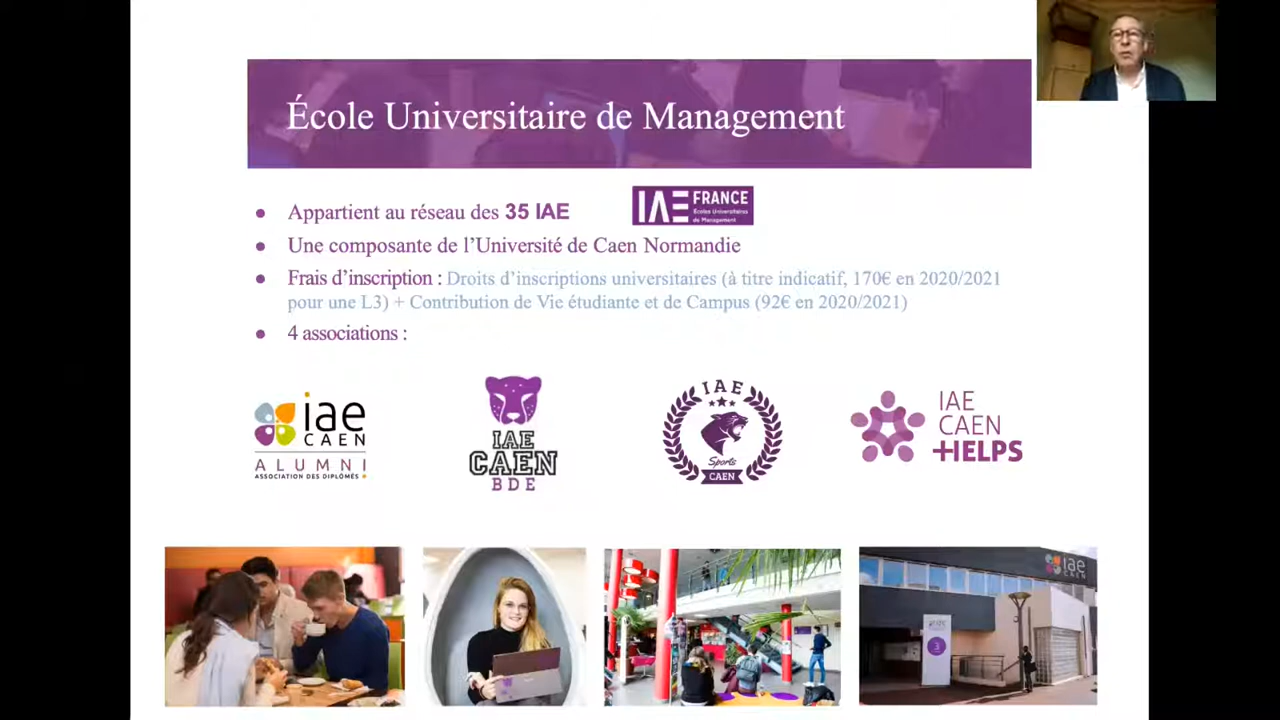 École Universitaire de Management
Appartient au réseau des 35 IAE
IAE FRANCE
Écoles Universitaires
de Management
Une composante de l’Université de Caen Normandie
Frais d’inscription : Droits d’inscriptions universitaires (à titre indicatif, 170€ en 2020/2021
pour une L3) + Contribution de Vie étudiante et de Campus (92€ en 2020/2021)
4 associations :
iae
CAEN
ALUMNI
ASSOCIATION DES DIPLÔMÉS
IAE
CAEN
BDE
IAE
Sports
CAEN
IAE
CAEN
+HELPS
iae
CAEN